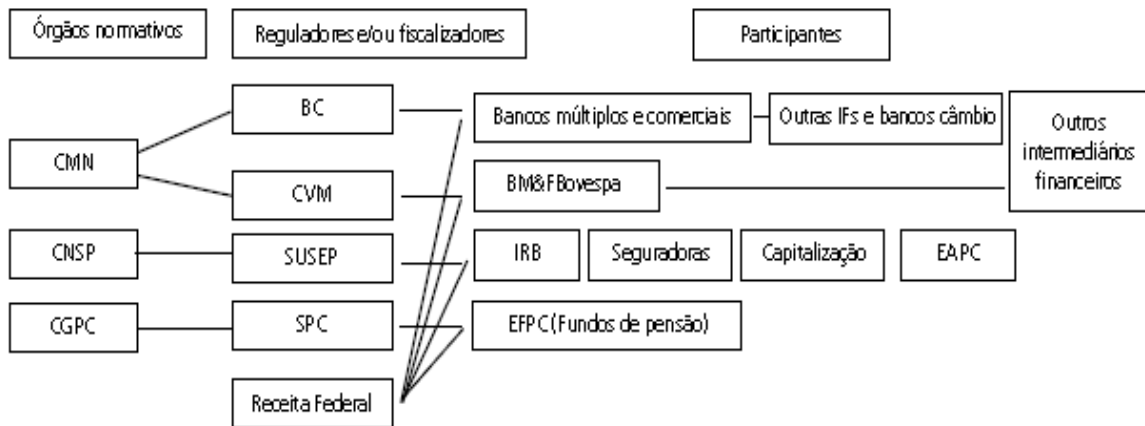 Órgãos normativos
Reguladores e/ou fiscalizadores
Participantes
BC
Bancos múltiplos e comerciais
Outras IFs e bancos câmbio
Outros
intermediários
financeiros
CMN
CVM
BM&FBovespa
CNSP
SUSEP
IRB
Seguradoras
Capitalização
EAPC
CGPC
SPC
EFPC (Fundos de pensão)
Receita Federal